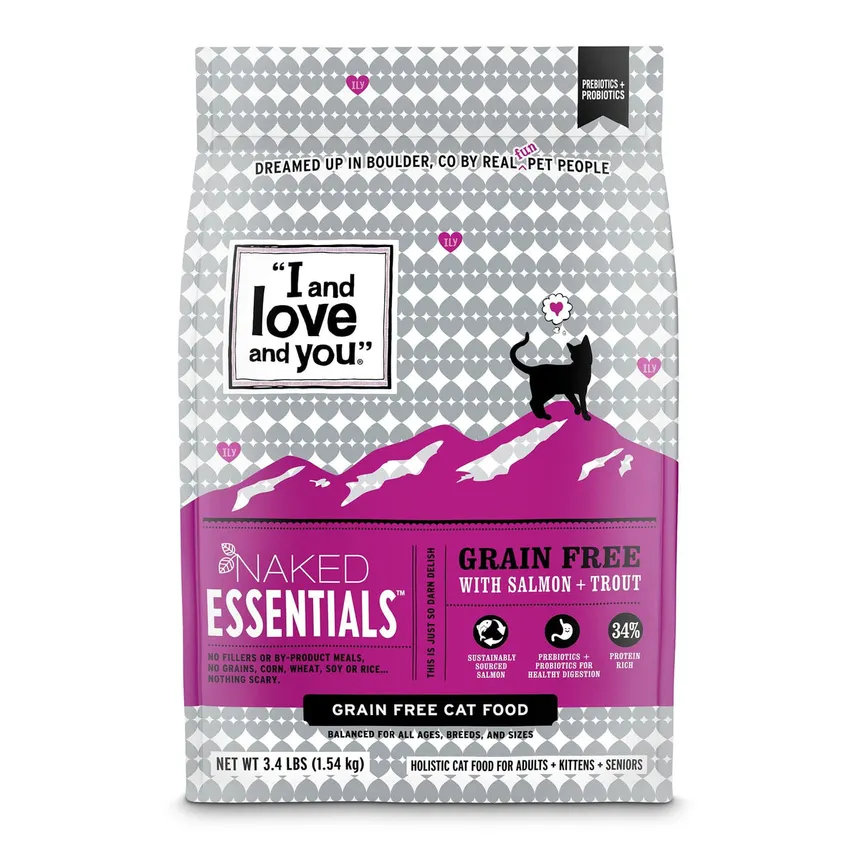 ILY
PREBIOTICS +
PROBIOTICS
DREAMED UP IN BOULDER, CO BY REAL fun PET PEOPLE
ILY
"I and
love
and you"®
ILY
ILY
NAKED
ESSENTIALS™
NO FILLERS OR BY-PRODUCT MEALS,
NO GRAINS, CORN, WHEAT, SOY OR RICE...
NOTHING SCARY.
THIS IS JUST SO DARN DELISH
GRAIN FREE
WITH SALMON + TROUT
SUSTAINABLY
SOURCED
SALMON
PREBIOTICS +
PROBIOTICS FOR
HEALTHY DIGESTION
34%
PROTEIN
RICH
GRAIN FREE CAT FOOD
BALANCED FOR ALL AGES, BREEDS, AND SIZES
NET WT 3.4 LBS (1.54 kg)
HOLISTIC CAT FOOD FOR ADULTS + KITTENS + SENIORS